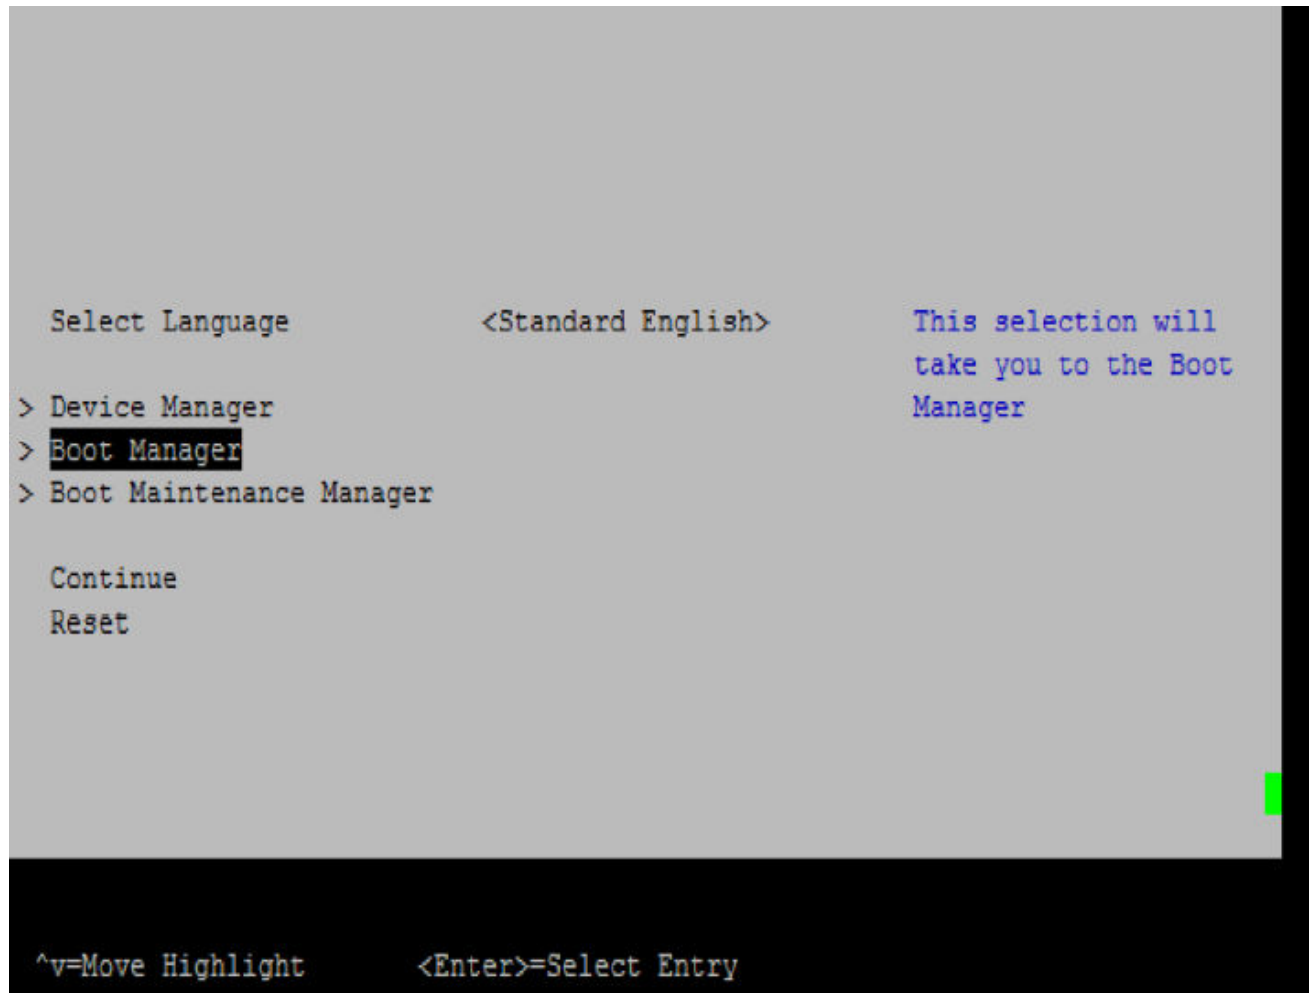 Select Language <Standard English>
This selection will
take you to the Boot
Manager
> Device Manager
> Boot Manager
> Boot Maintenance Manager
Continue
Reset
^v=Move Highlight <Enter>=Select Entry